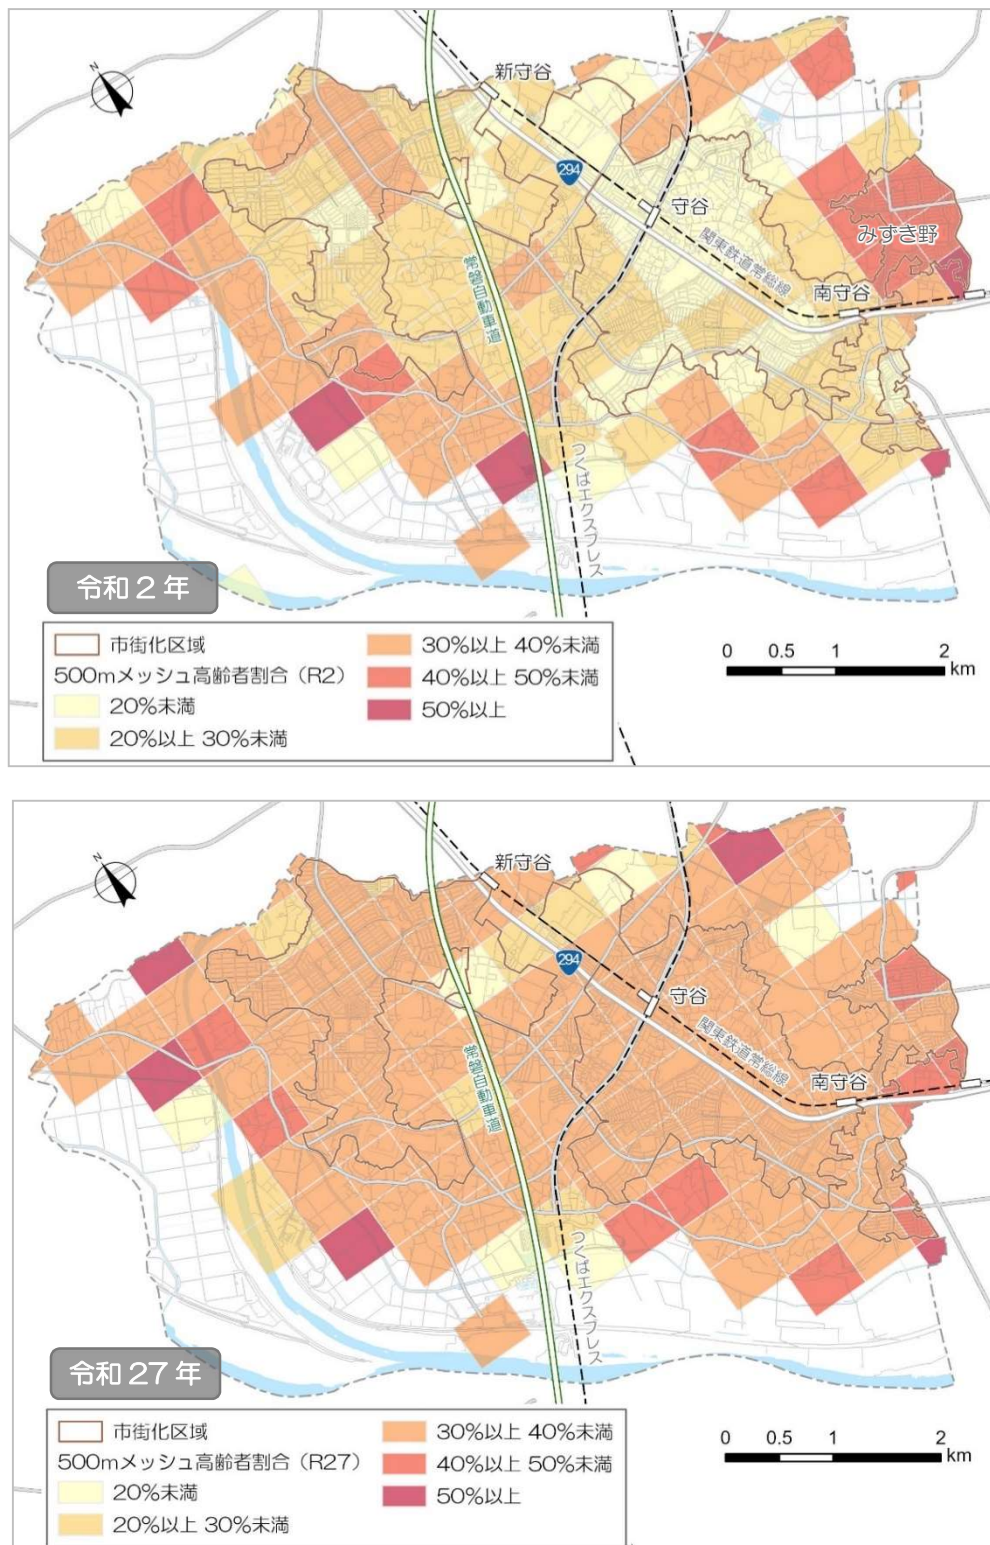 N
新守谷
294
守谷
関東鉄道常総線
みずき野
南守谷
常磐自動車道
つくばエクスプレス
令和2年
市街化区域
500mメッシュ高齢者割合（R2）
20%未満
20%以上 30%未満
30%以上 40%未満
40%以上 50%未満
50%以上
0 0.5 1 2
km
N
新守谷
294
守谷
関東鉄道常総線
南守谷
常磐自動車道
つくばエクスプレス
令和27年
市街化区域
500mメッシュ高齢者割合（R27）
20%未満
20%以上 30%未満
30%以上 40%未満
40%以上 50%未満
50%以上
0 0.5 1 2
km